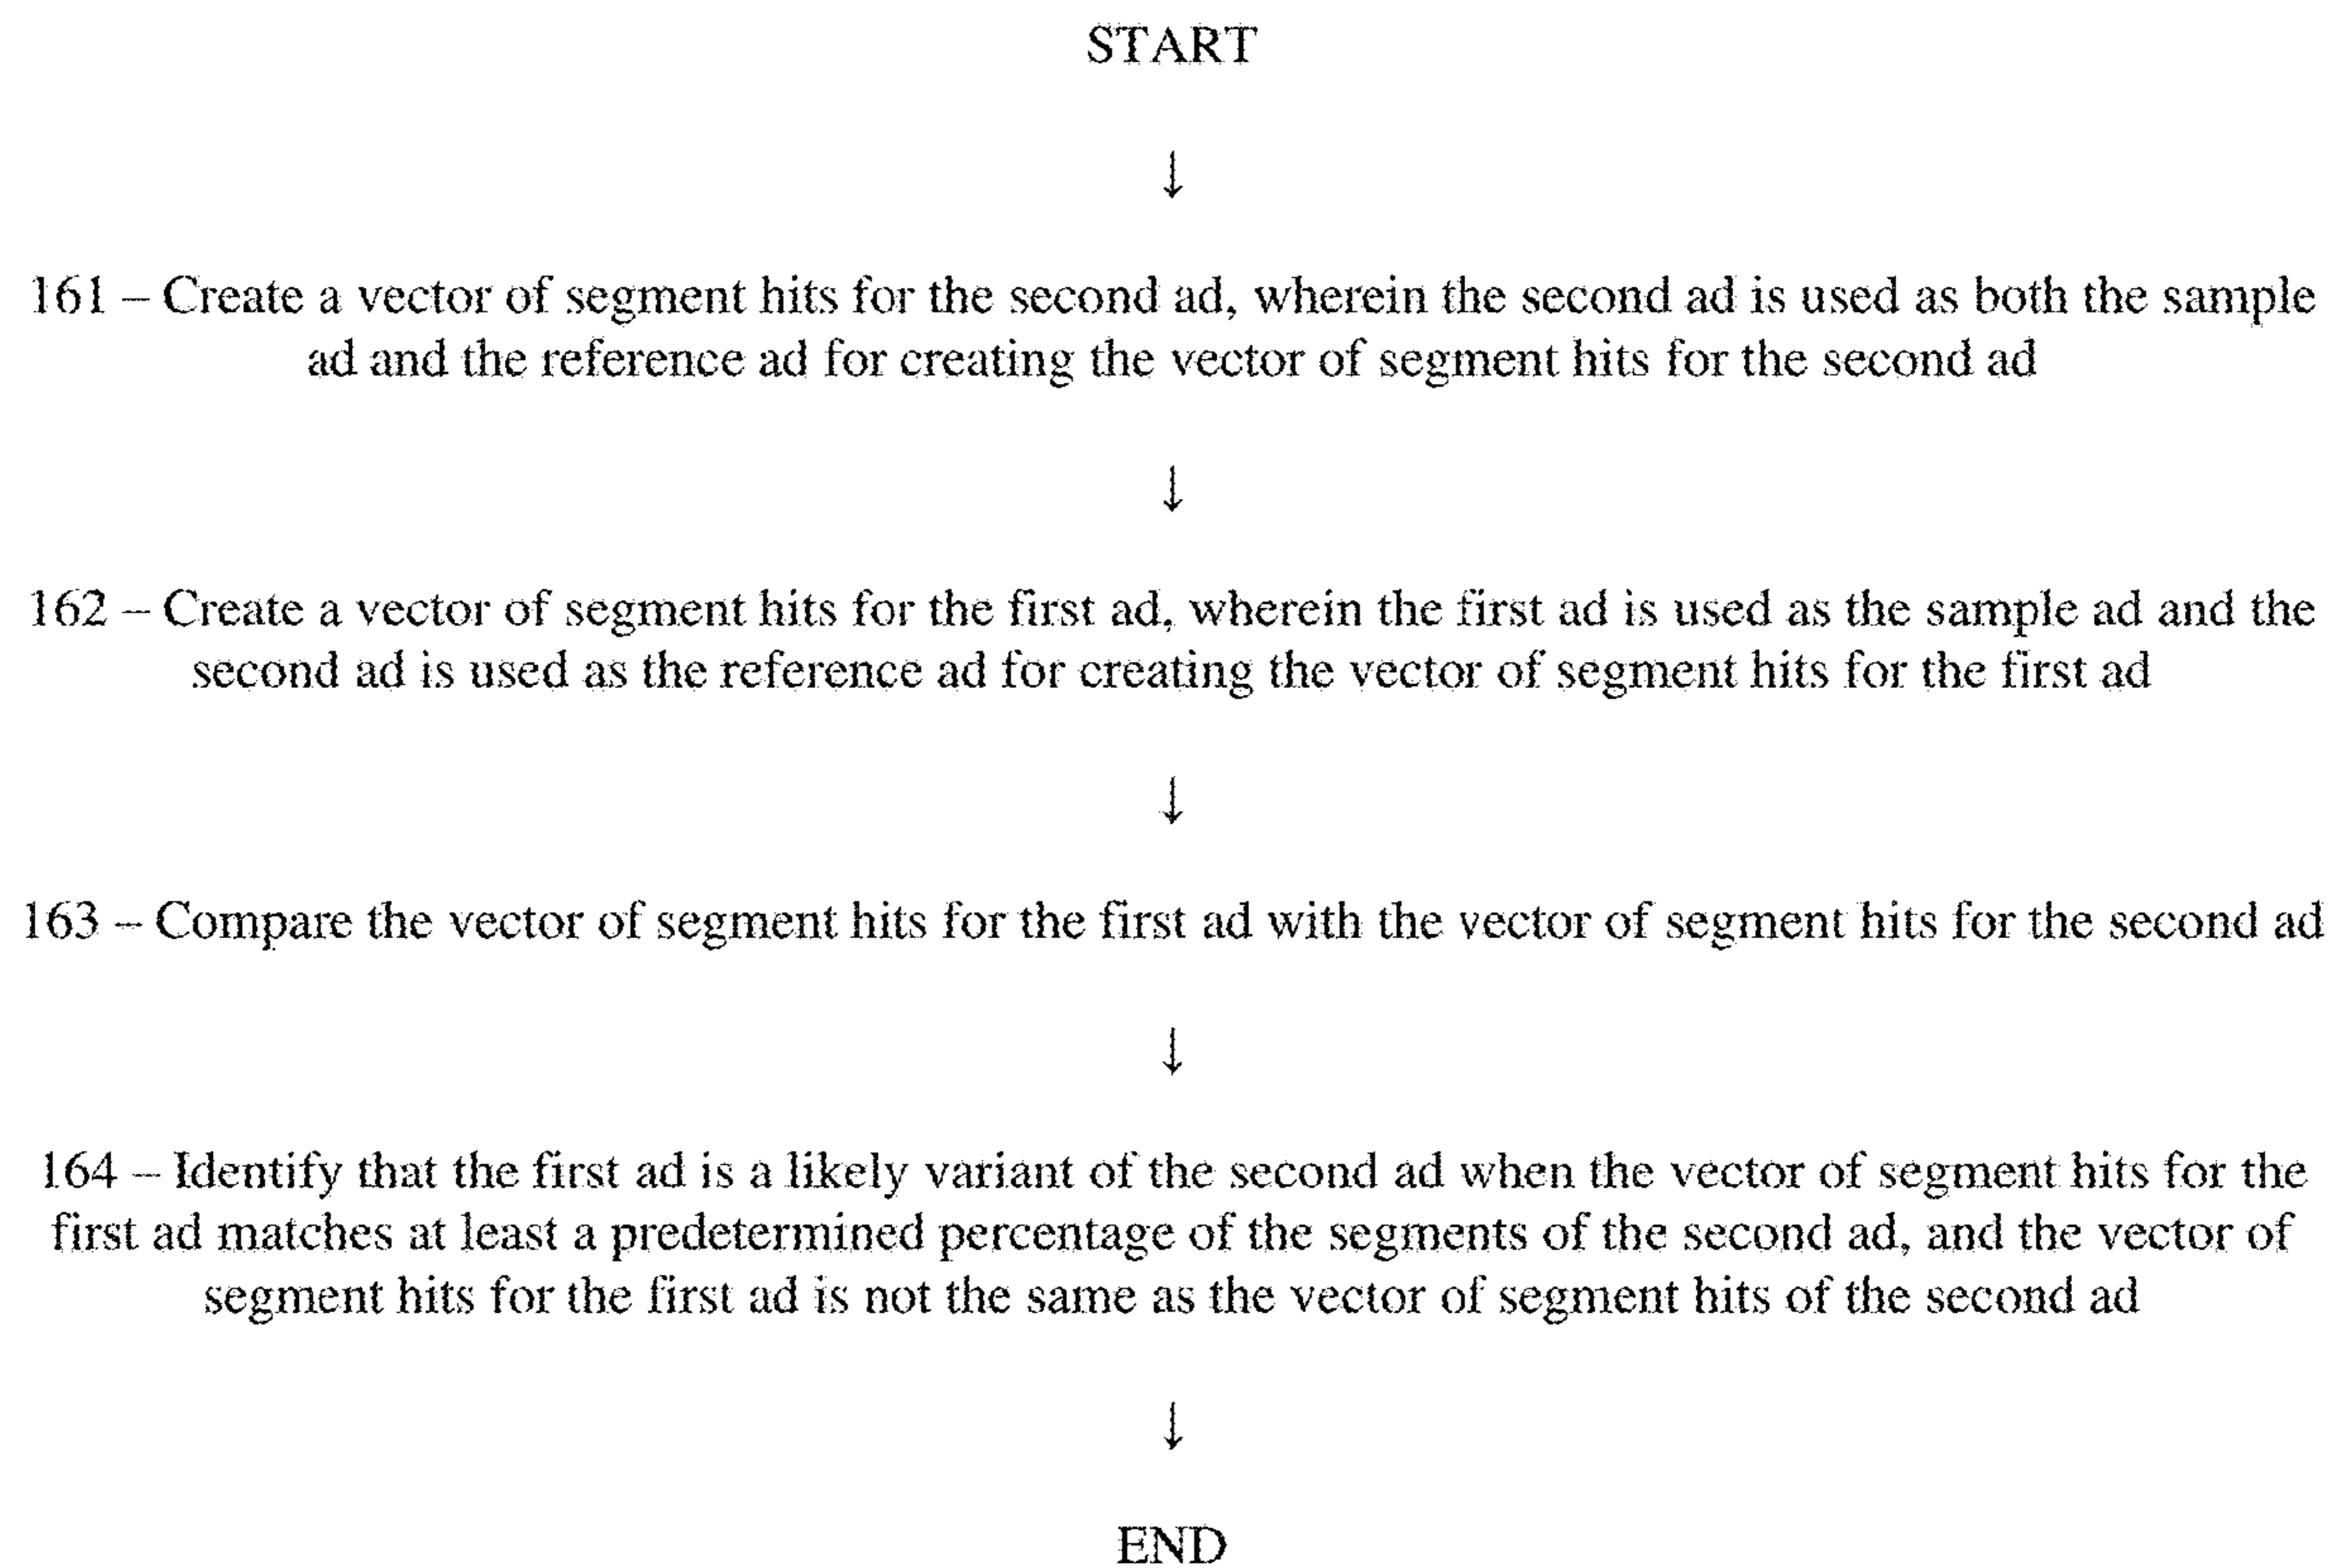 START
↓
161 – Create a vector of segment hits for the second ad, wherein the second ad is used as both the sample
ad and the reference ad for creating the vector of segment hits for the second ad
↓
162 – Create a vector of segment hits for the first ad, wherein the first ad is used as the sample ad and the
second ad is used as the reference ad for creating the vector of segment hits for the first ad
↓
163 – Compare the vector of segment hits for the first ad with the vector of segment hits for the second ad
↓
164 – Identify that the first ad is a likely variant of the second ad when the vector of segment hits for the
first ad matches at least a predetermined percentage of the segments of the second ad, and the vector of
segment hits for the first ad is not the same as the vector of segment hits of the second ad
↓
END